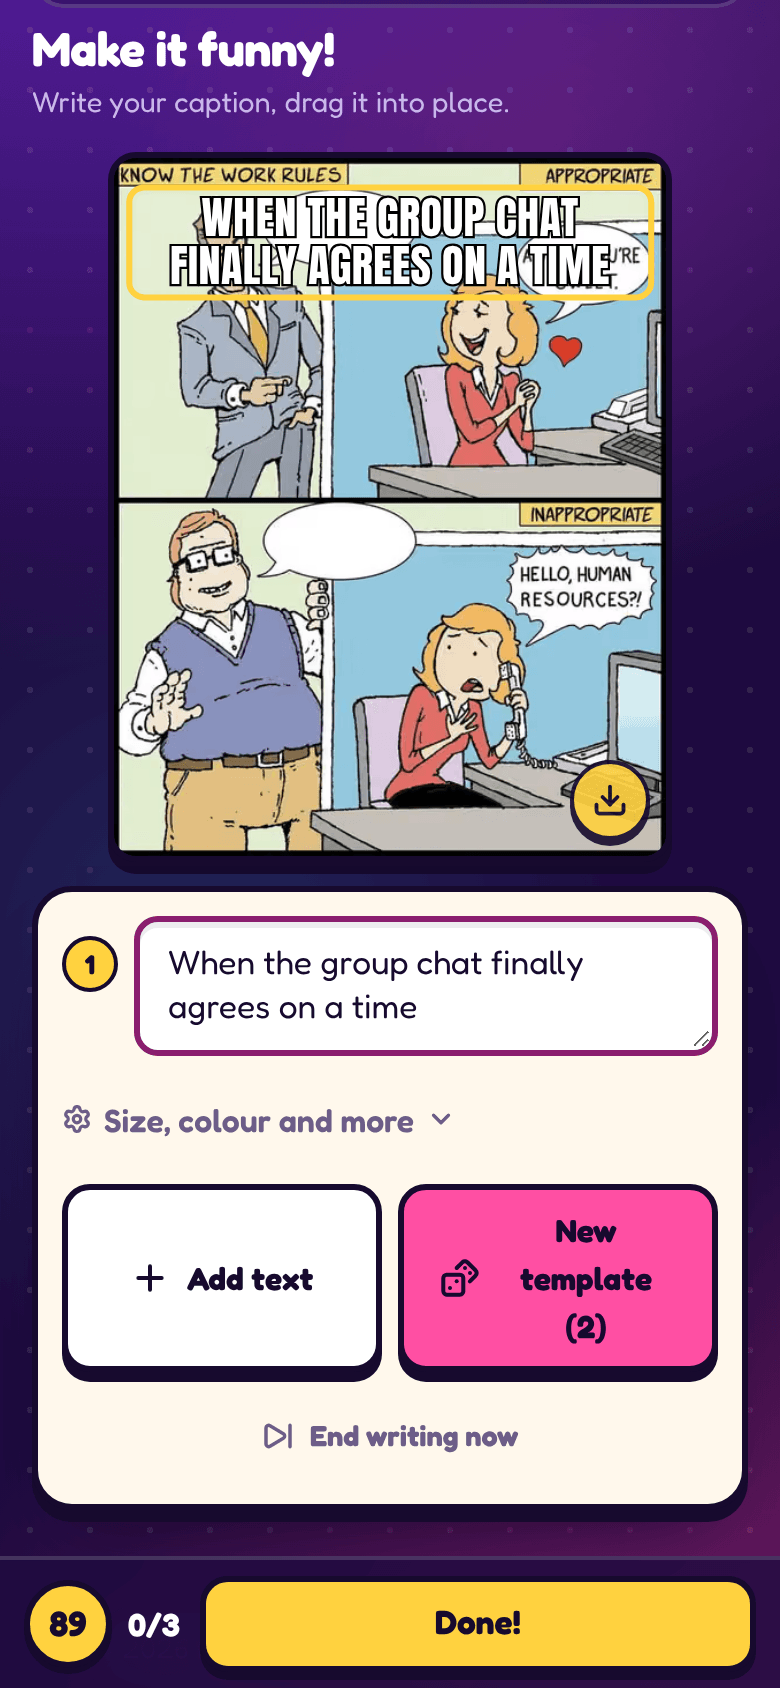 Make it funny!
Write your caption, drag it into place.
KNOW THE WORK RULES
APPROPRIATE
WHEN THE GROUP CHAT
FINALLY AGREES ON A TIME
INAPPROPRIATE
HELLO, HUMAN
RESOURCES?!
1
When the group chat finally
agrees on a time
Size, colour and more
Add text
New
template
(2)
End writing now
89
0/3
Done!